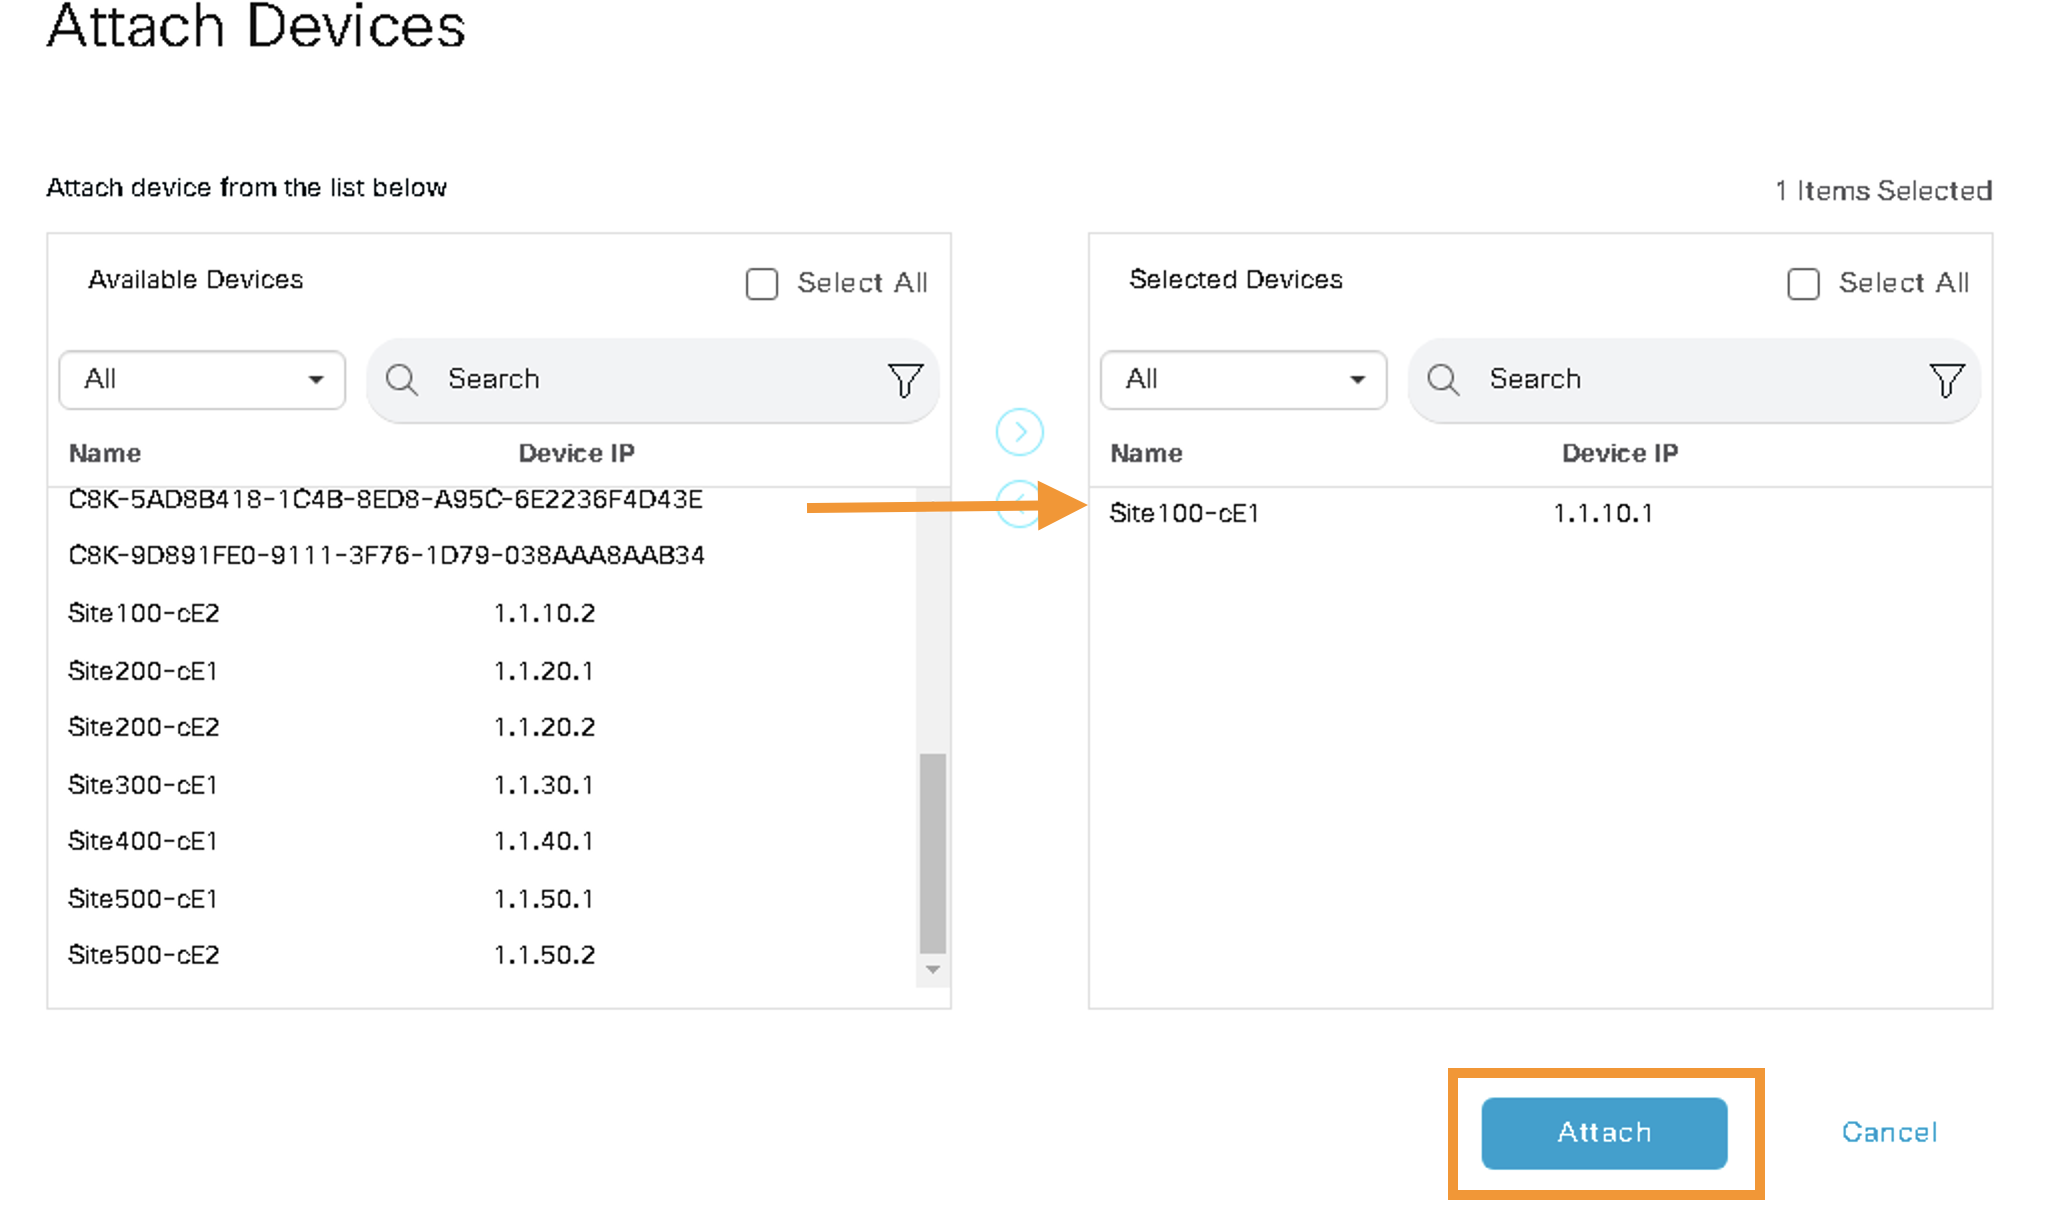 Attach Devices
Attach device from the list below
1 Items Selected
Available Devices
Select All
All
Search
Name Device IP
C8K-5AD8B418-1C4B-8ED8-A95C-6E2236F4D43E
C8K-9D891FE0-9111-3F76-1D79-038AAA8AAB34
Site100-cE2 1.1.10.2
Site200-cE1 1.1.20.1
Site200-cE2 1.1.20.2
Site300-cE1 1.1.30.1
Site400-cE1 1.1.40.1
Site500-cE1 1.1.50.1
Site500-cE2 1.1.50.2
Selected Devices
Select All
All
Search
Name Device IP
Site100-cE1 1.1.10.1
Attach
Cancel